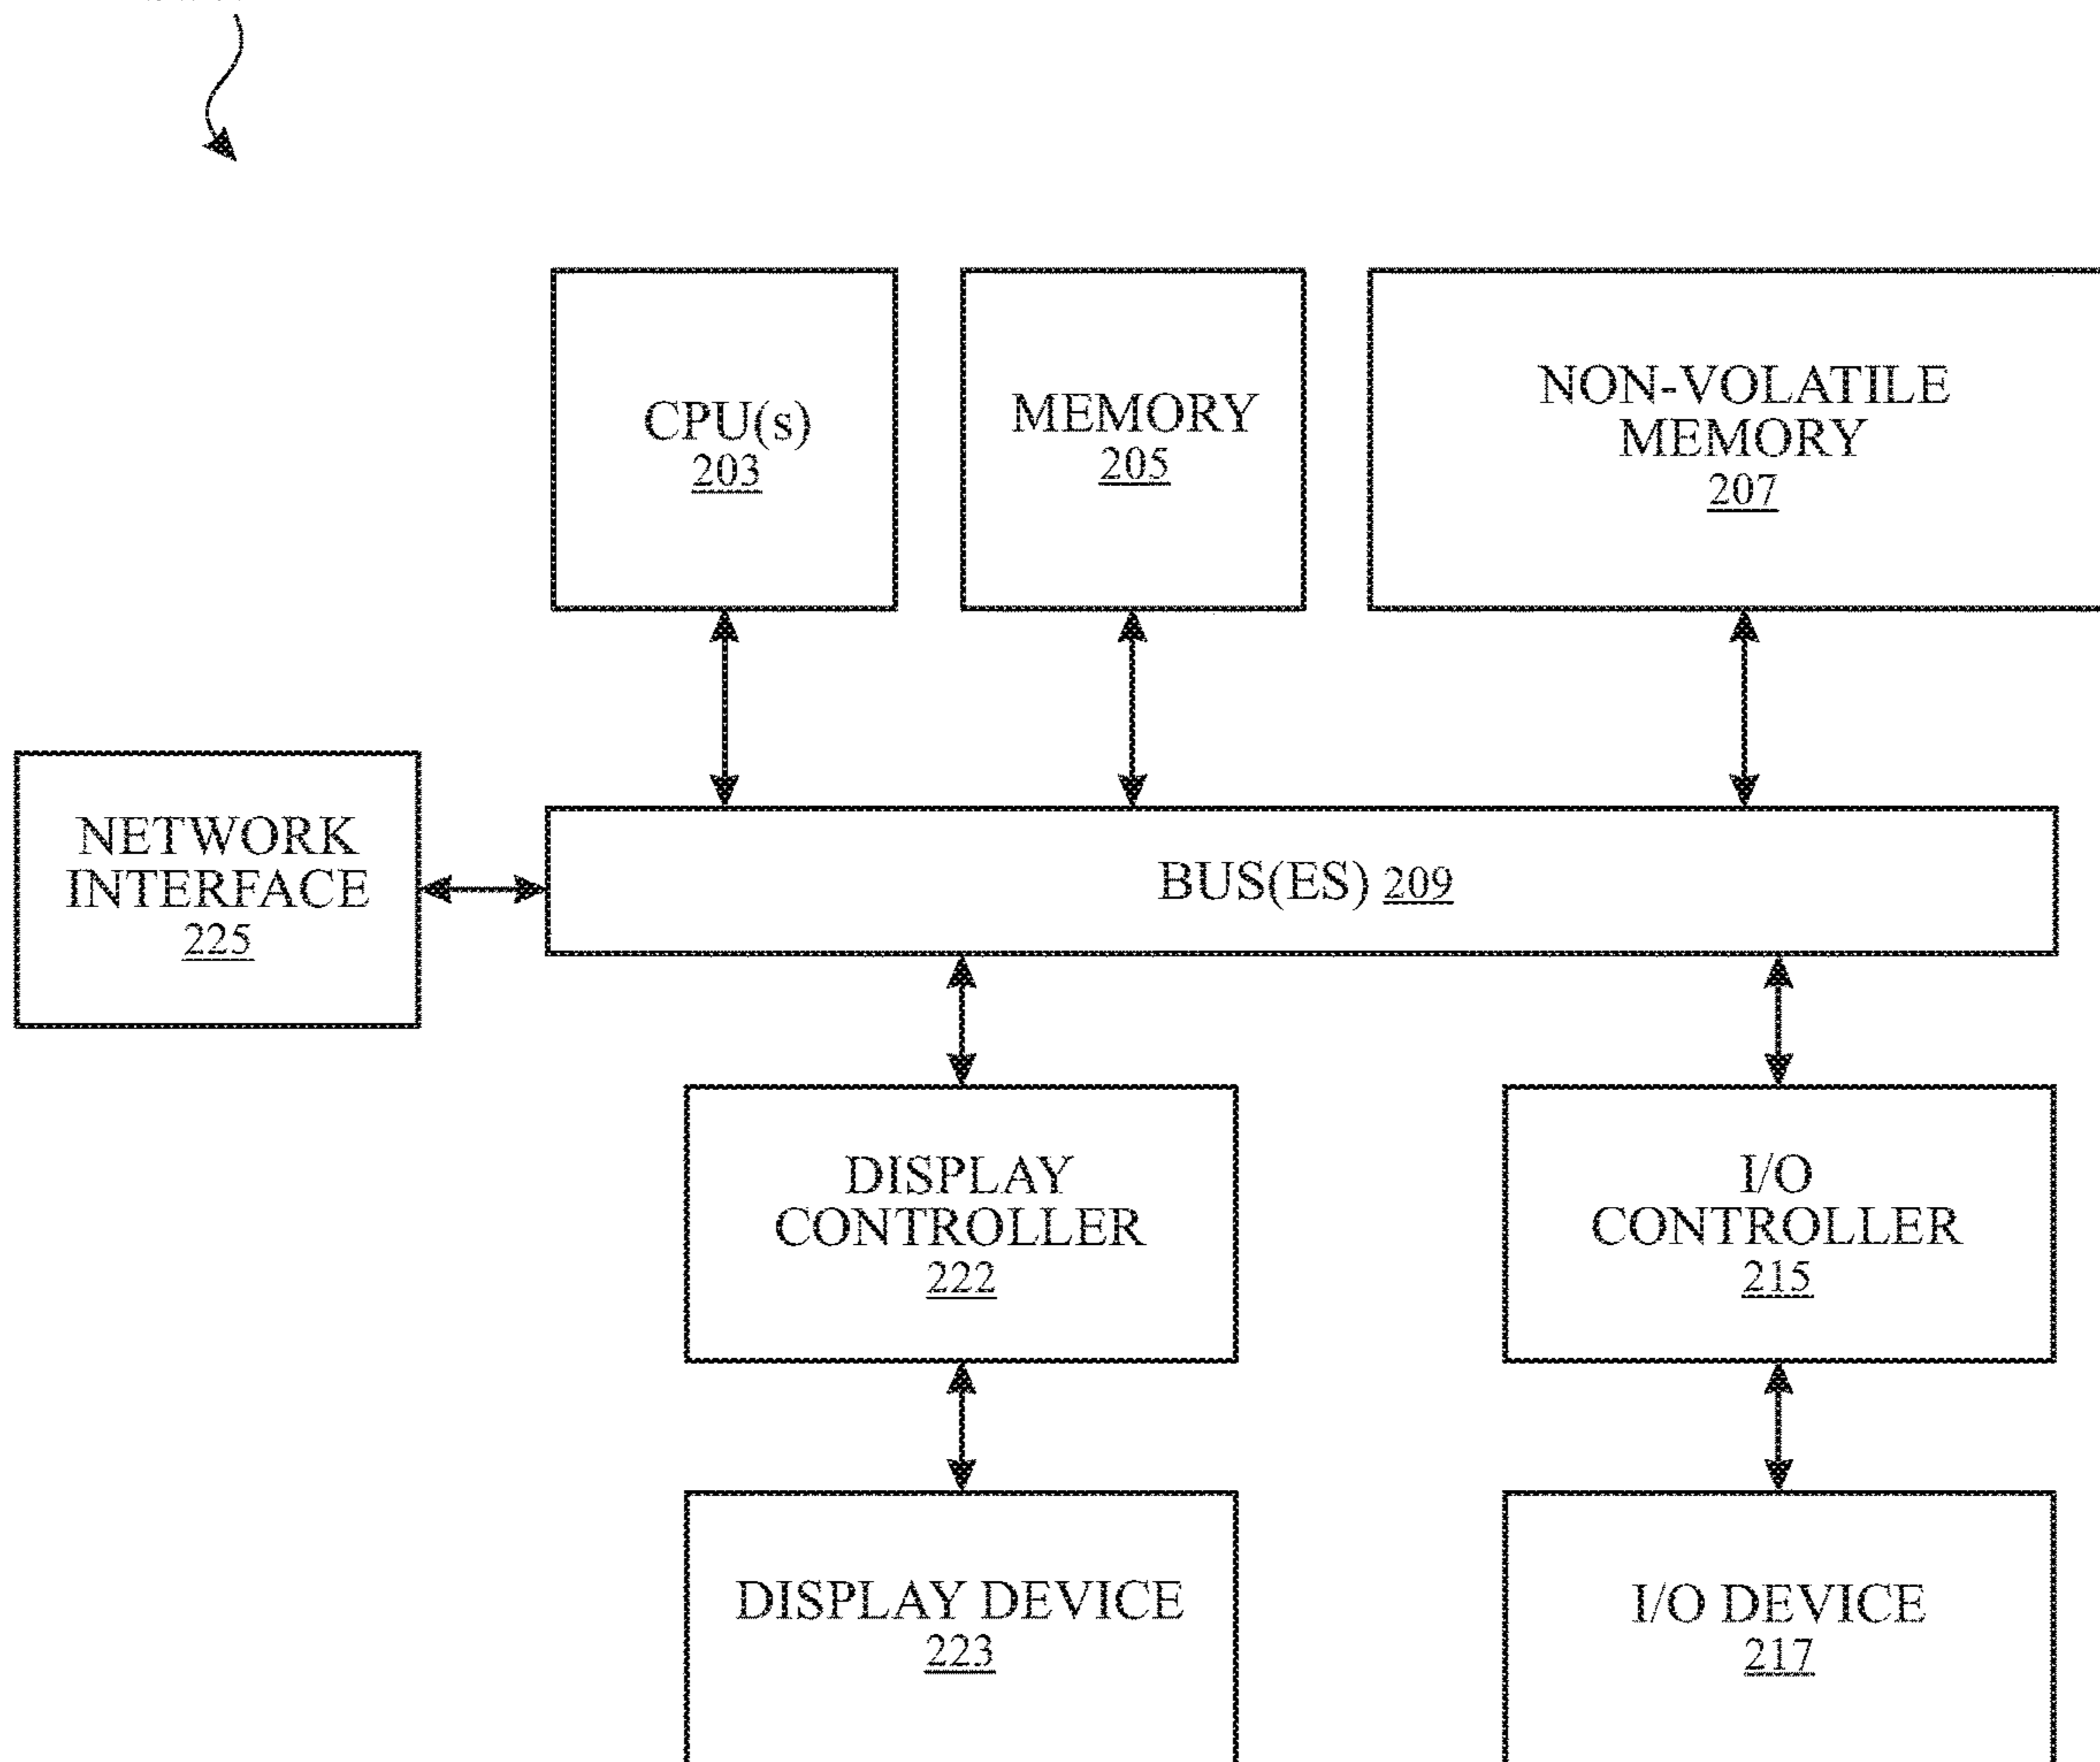 CPU(s)
203
MEMORY
205
NON-VOLATILE
MEMORY
207
NETWORK
INTERFACE
225
BUS(ES) 209
DISPLAY
CONTROLLER
222
I/O
CONTROLLER
215
DISPLAY DEVICE
223
I/O DEVICE
217